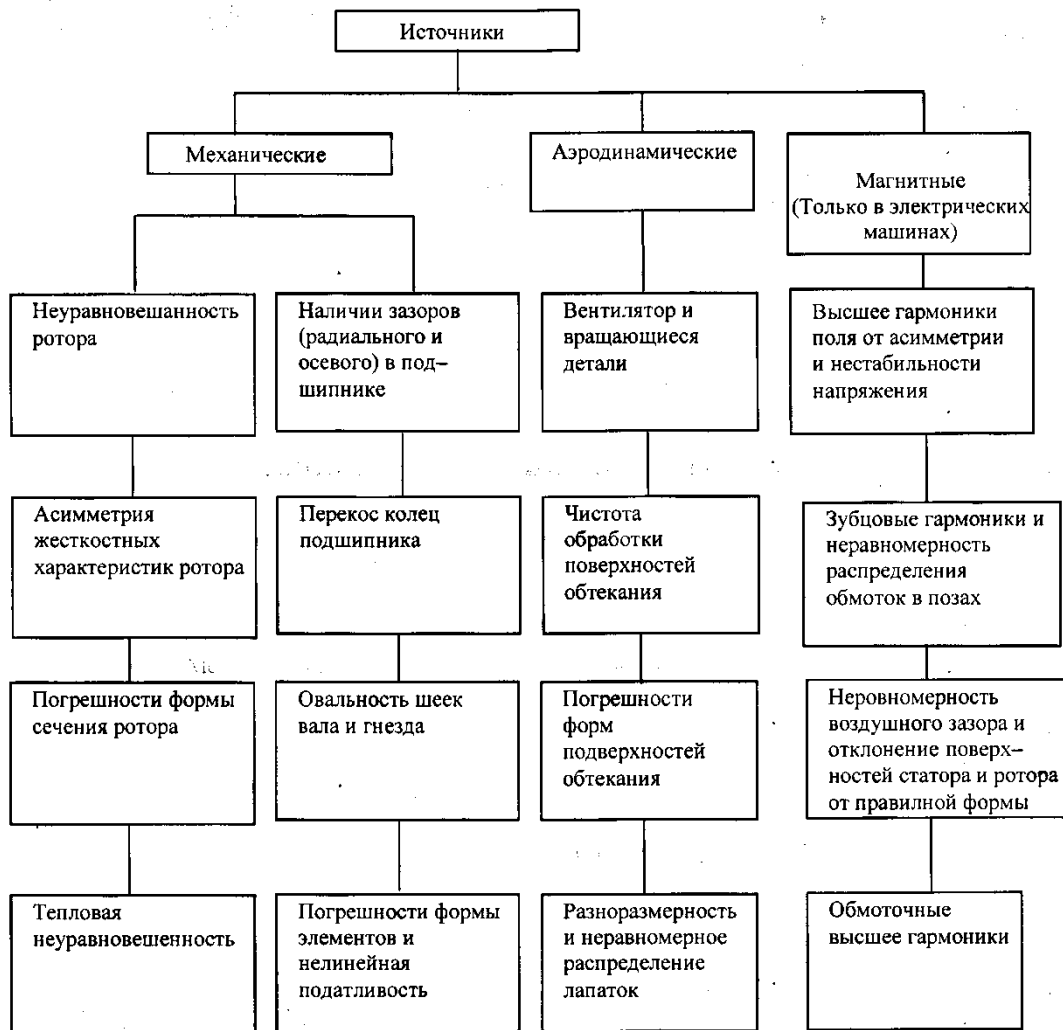 Источники
Механические
Аэродинамические
Магнитные
(Только в электрических
машинах)
Неуравновешанность
ротора
Наличии зазоров
(радиального и
осевого) в под–
шипнике
Вентилятор и
вращающиеся
детали
Высшее гармоники
поля от асимметрии
и нестабильности
напряжения
Асимметрия
жесткостных
характеристик ротора
Перекос колец
подшипника
Чистота
обработки
поверхностей
обтекания
Зубцовые гармоники и
неравномерность
распределения
обмоток в позах
Погрешности формы
сечения ротора
Овальность шеек
вала и гнезда
Погрешности
форм
подверхностей
обтекания
Неровномерность
воздушного зазора и
отклонение поверх–
ностей статора и ротора
от правилной формы
Тепловая
неуравновешенность
Погрешности формы
элементов и
нелинейная
податливость
Разноразмерность
и неравномерное
распределение
лапаток
Обмоточные
высшее гармоники